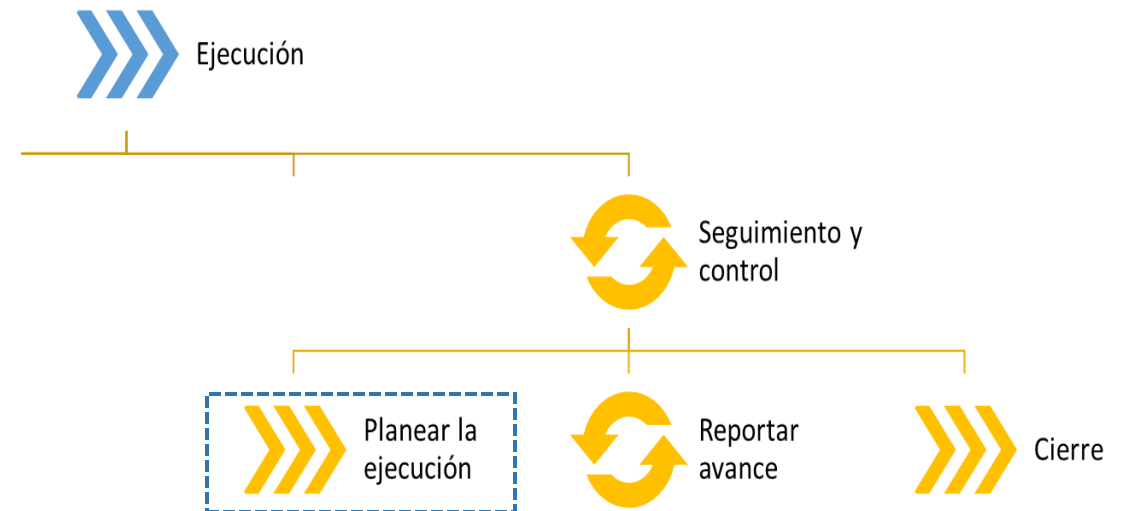 Ejecución
Seguimiento y
control
Planear la
ejecución
Reportar
avance
Cierre